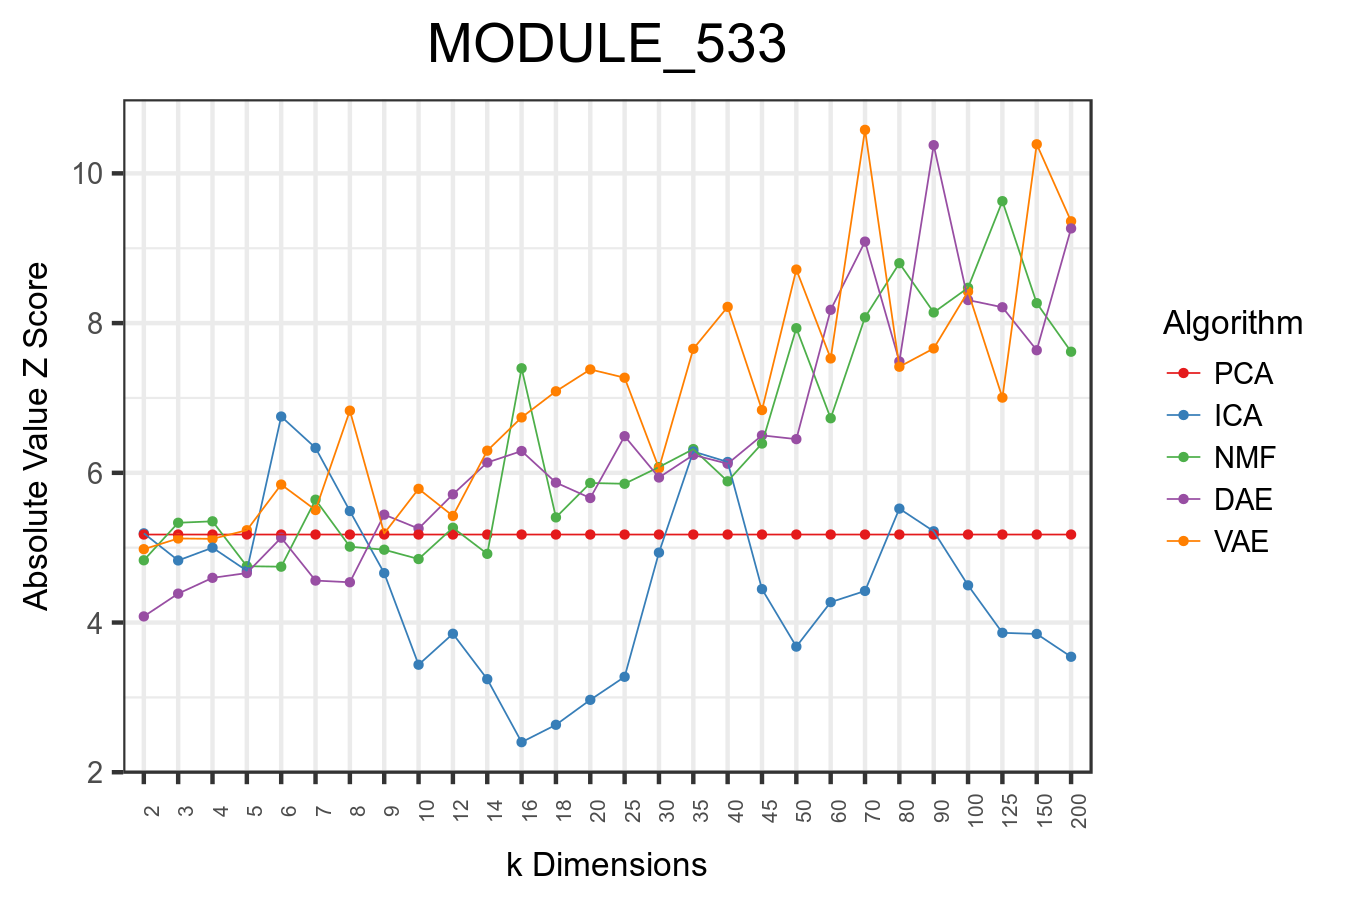 MODULE_533
Absolute Value Z Score
10
8
6
4
2
2 3 4 5 6 7 8 9 10 12 14 16 18 20 25 30 35 40 45 50 60 70 80 90 100 125 150 200
k Dimensions
Algorithm
PCA
ICA
NMF
DAE
VAE